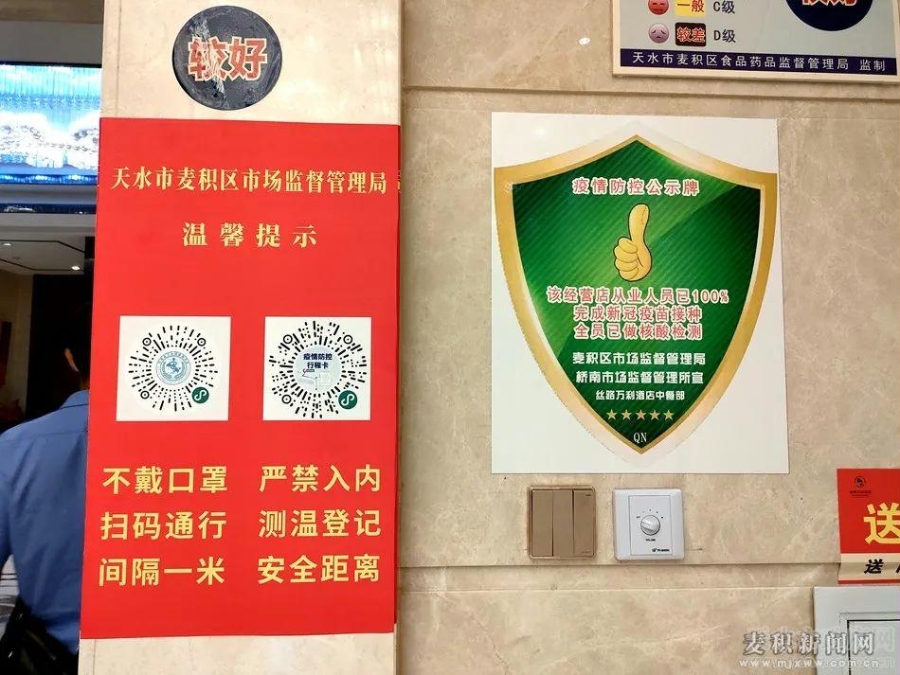 较好
天水市麦积区市场监督管理局
温馨提示
疫情防控
行程卡
不戴口罩 严禁入内
扫码通行 测温登记
间隔一米 安全距离
一般 C级
较差 D级
天水市麦积区食品药品监督管理局 监制
疫情防控公示牌
该经营店从业人员已100%
完成新冠疫苗接种
全员已做核酸检测
麦积区市场监督管理局
桥南市场监督管理所宣
丝路万利酒店中餐部
QN
送
送
麦积新闻网
www.mjxww.com.cn